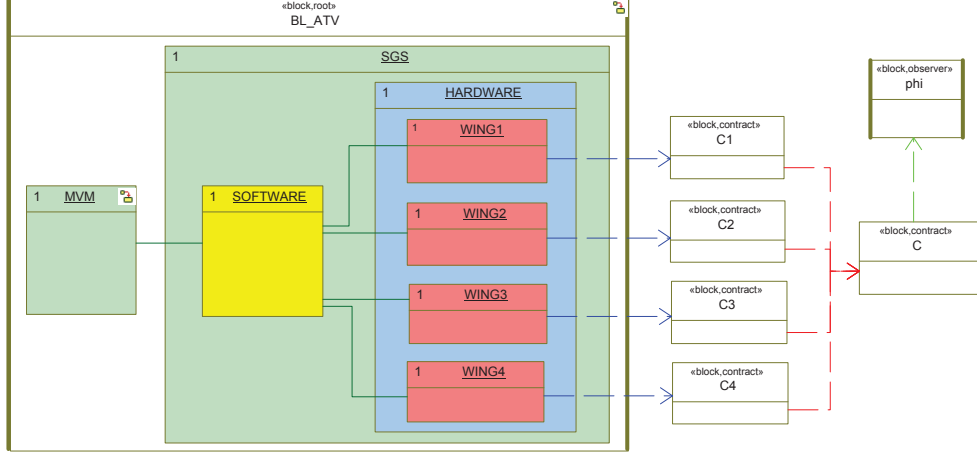 «block,root»
BL_ATV
1 SGS
1 HARDWARE
1 WING1
1 WING2
1 WING3
1 WING4
1 MVM
1 SOFTWARE
«block,contract»
C1
«block,contract»
C2
«block,contract»
C3
«block,contract»
C4
«block,observer»
phi
«block,contract»
C